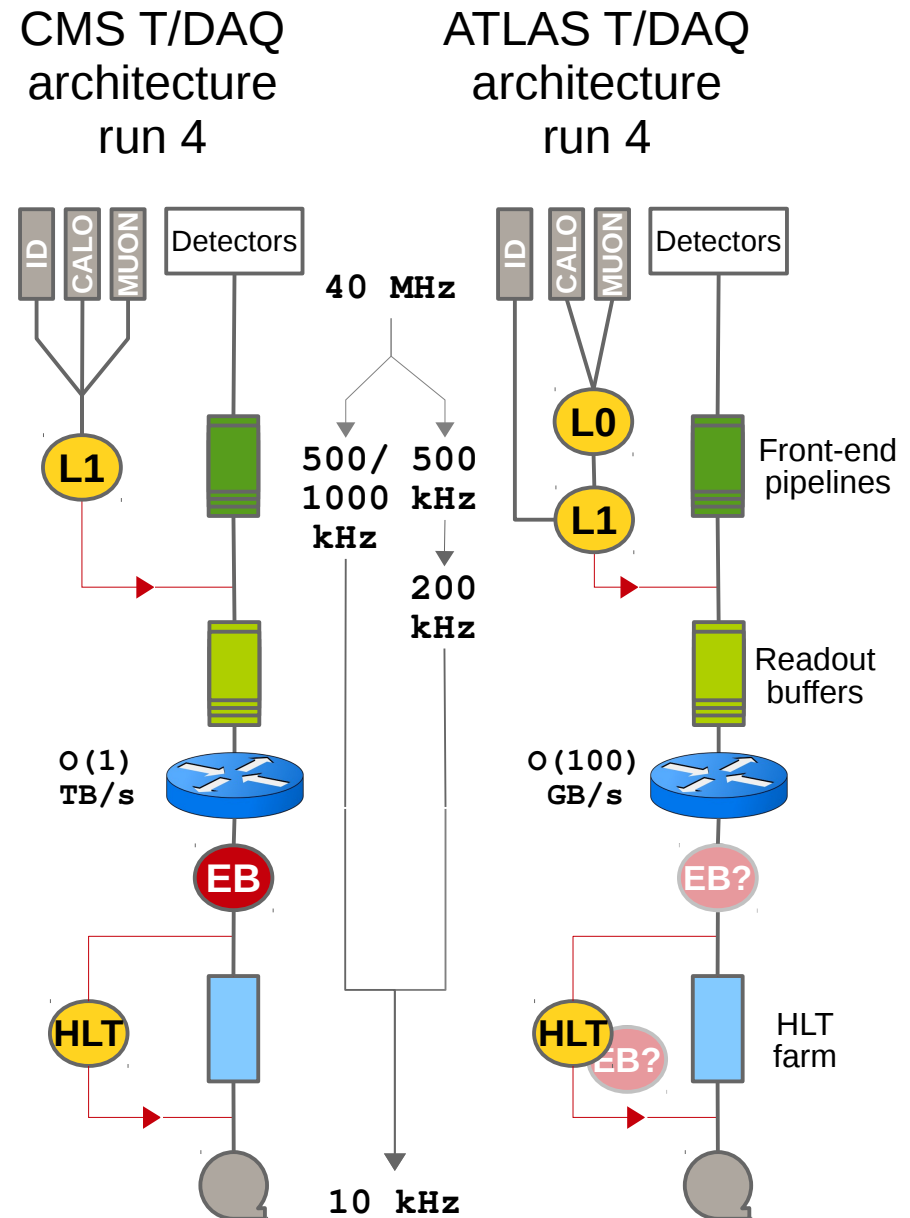 CMS T/DAQ
architecture
run 4
ATLAS T/DAQ
architecture
run 4
ID
CALO
MUON
Detectors
ID
CALO
MUON
Detectors
40 MHz
L1
L0
L1
500/
1000
kHz
500
kHz
Front-end
pipelines
200
kHz
Readout
buffers
O(1)
TB/s
O(100)
GB/s
EB
EB?
HLT
HLT
EB?
HLT
farm
10 kHz